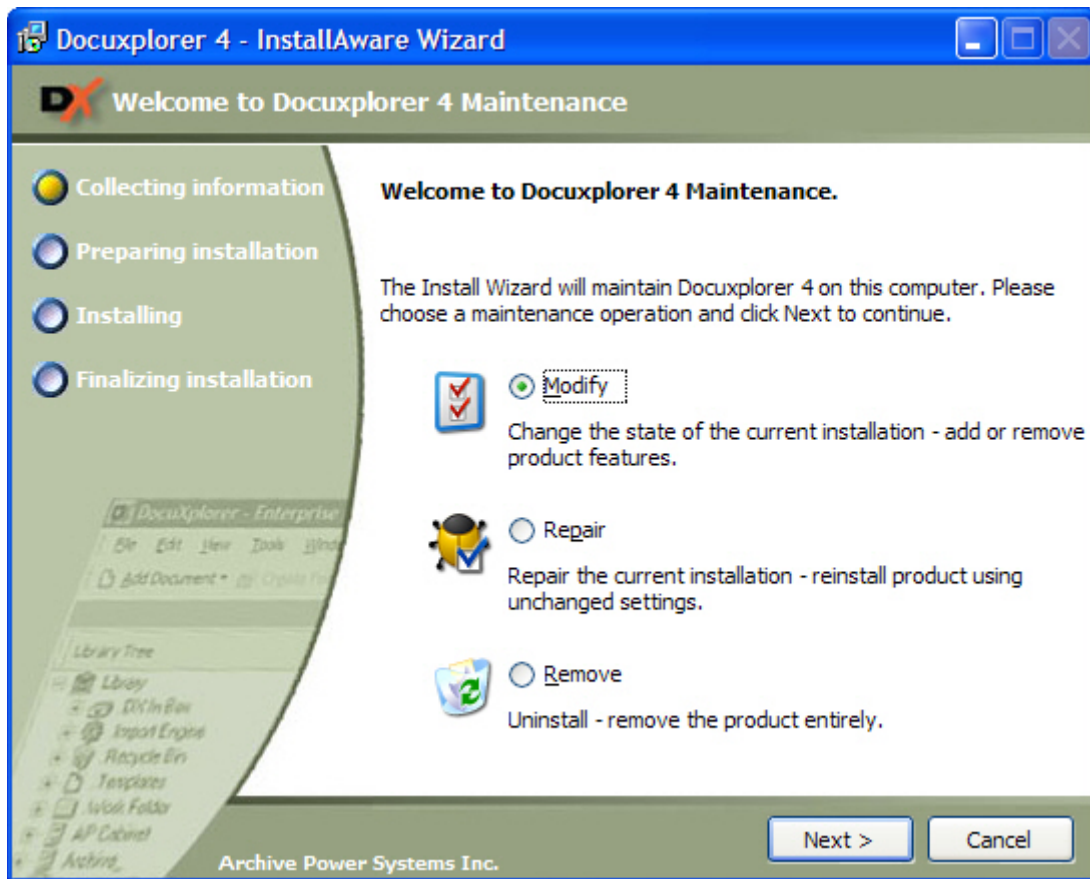 Docuxplorer 4 - InstallAware Wizard
DX Welcome to Docuxplorer 4 Maintenance
Collecting information
Preparing installation
Installing
Finalizing installation
Welcome to Docuxplorer 4 Maintenance.
The Install Wizard will maintain Docuxplorer 4 on this computer. Please
choose a maintenance operation and click Next to continue.
Modify
Change the state of the current installation - add or remove
product features.
Repair
Repair the current installation - reinstall product using
unchanged settings.
Remove
Uninstall - remove the product entirely.
DocuXplorer - Enterprise
File Edit View Tools
Add Document
Library Tree
Library
DX In Box
Import Engine
Recycle Bin
Templates
Work Folder
AP Cabinet
Archive Power Systems Inc.
Next >
Cancel